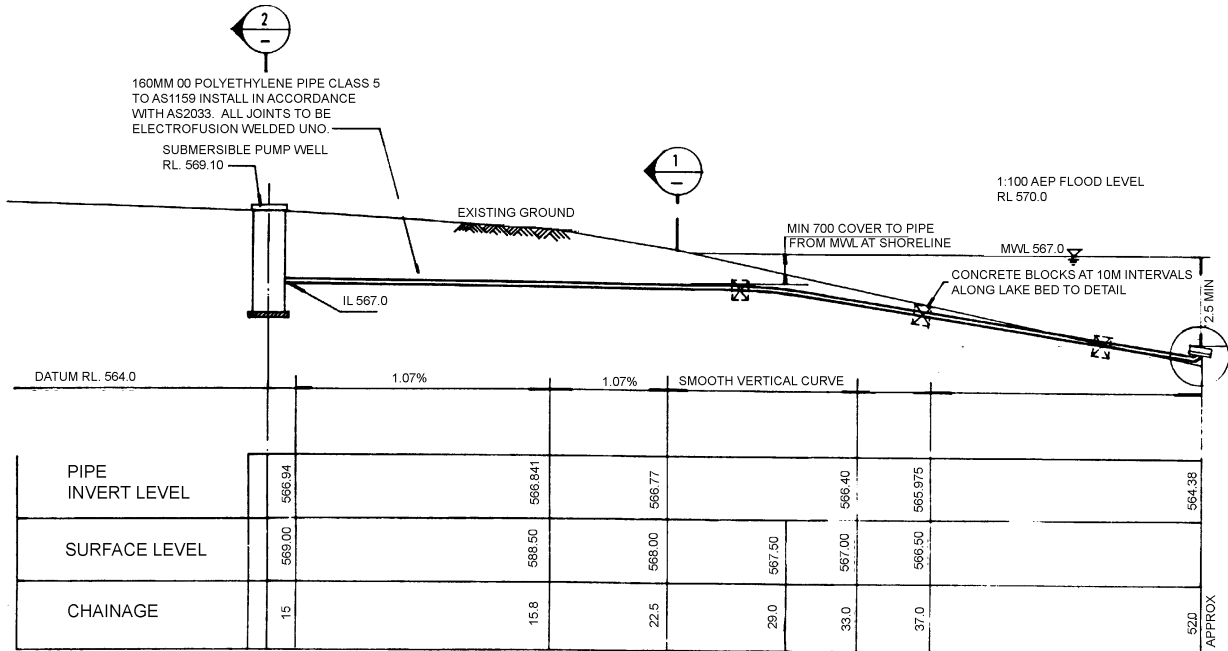 2
–
160MM 00 POLYETHYLENE PIPE CLASS 5
TO AS1159 INSTALL IN ACCORDANCE
WITH AS2033. ALL JOINTS TO BE
ELECTROFUSION WELDED UNO.
SUBMERSIBLE PUMP WELL
RL. 569.10
1
–
1:100 AEP FLOOD LEVEL
RL 570.0
EXISTING GROUND
MIN 700 COVER TO PIPE
FROM MWL AT SHORELINE
MWL 567.0
CONCRETE BLOCKS AT 10M INTERVALS
ALONG LAKE BED TO DETAIL
2.5 MIN
IL 567.0
DATUM RL. 564.0
1.07%
1.07%
SMOOTH VERTICAL CURVE
PIPE
INVERT LEVEL
566.94
566.841
566.77
566.40
565.975
564.38
SURFACE LEVEL
569.00
588.50
568.00
567.50
567.00
566.50
CHAINAGE
15
15.8
22.5
29.0
33.0
37.0
52.0
APPROX